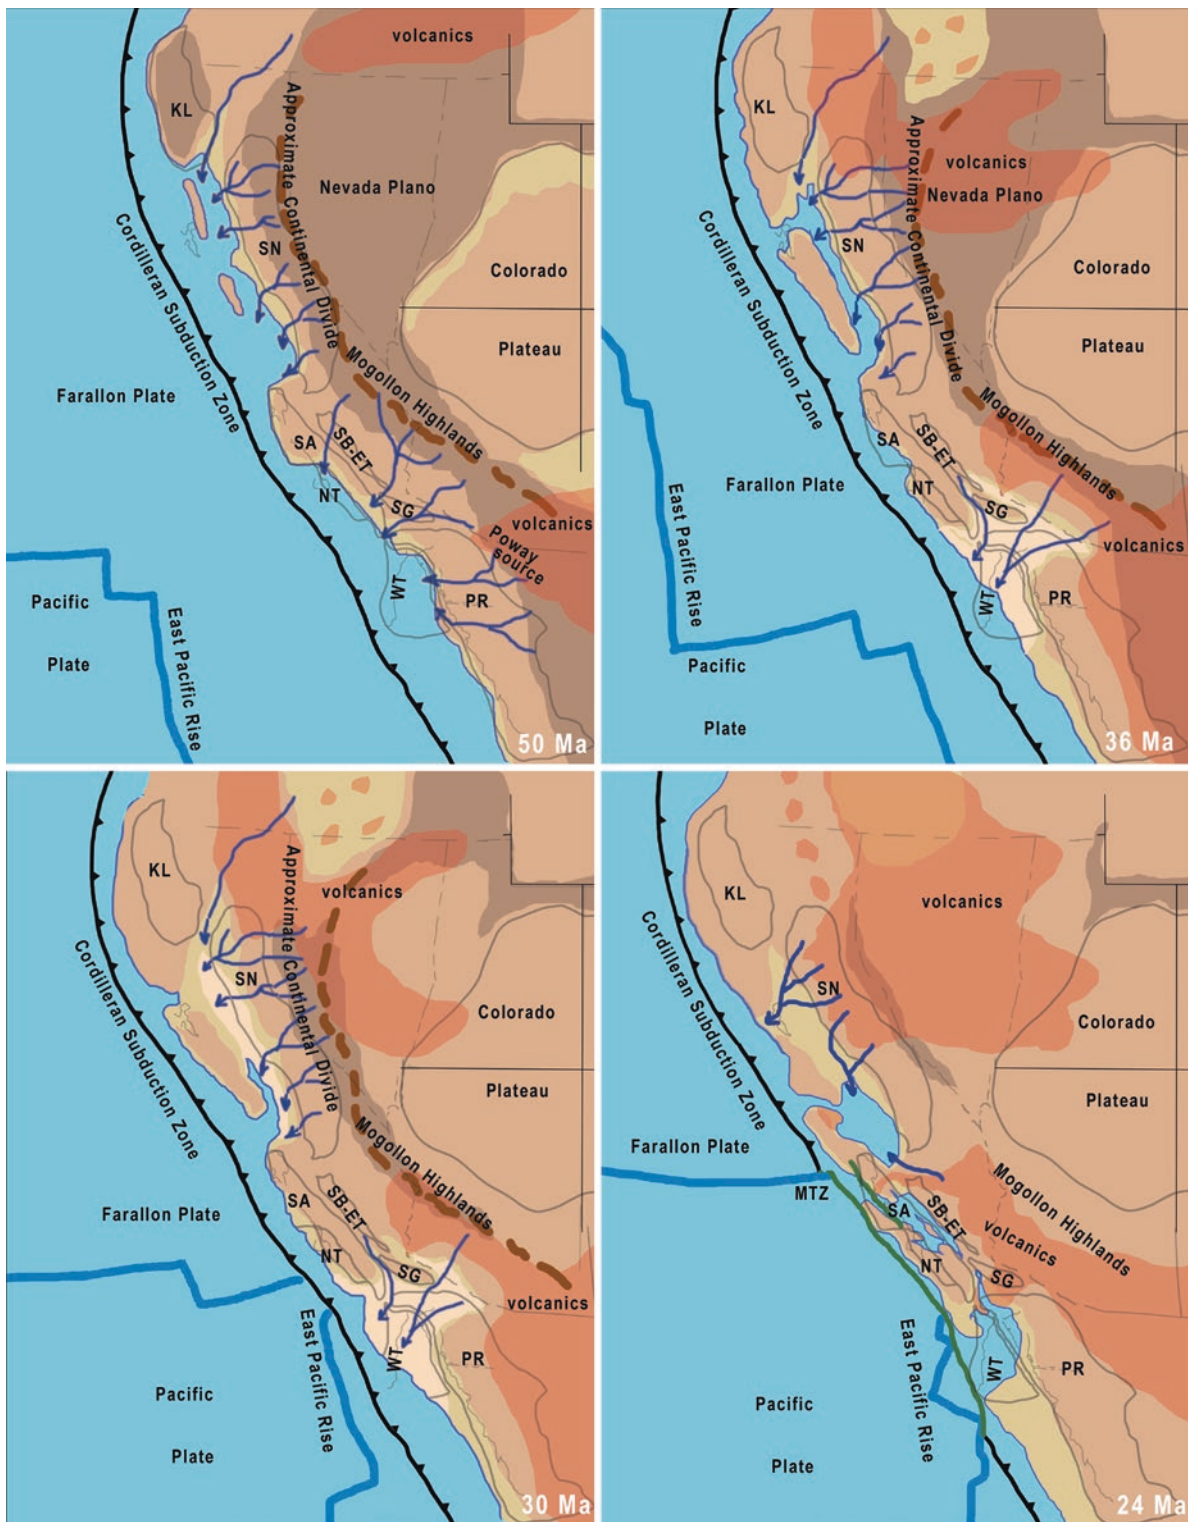 volcanics
KL
Approximate Continental Divide
Nevada Plano
Cordilleran Subduction Zone
SN
Colorado
Plateau
Mogollon Highlands
Farallon Plate
SA
SB-ET
NT
SG
volcanics
Poway
source
WT
PR
Pacific
Plate
East Pacific Rise
50 Ma
KL
Approximate Continental Divide
volcanics
Nevada Plano
Cordilleran Subduction Zone
SN
Colorado
Plateau
Mogollon Highlands
SA
SB-ET
NT
Farallon Plate
SG
volcanics
East Pacific Rise
WT
PR
Pacific
Plate
36 Ma
KL
Approximate Continental Divide
volcanics
Cordilleran Subduction Zone
SN
Colorado
Plateau
Mogollon Highlands
SA
SB-ET
Farallon Plate
NT
SG
volcanics
East Pacific Rise
WT
PR
Pacific
Plate
30 Ma
KL
volcanics
Cordilleran Subduction Zone
SN
Colorado
Plateau
Farallon Plate
MTZ
SA
SB-ET
Mogollon Highlands
volcanics
NT
SG
East Pacific Rise
WT
PR
Pacific
Plate
24 Ma